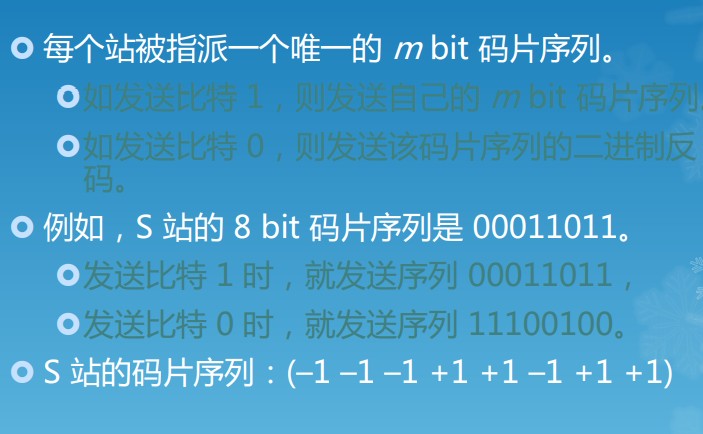 每个站被指派一个唯一的 m bit 码片序列。
如发送比特 1，则发送自己的 m bit 码片序列。
如发送比特 0，则发送该码片序列的二进制反
码。
例如，S 站的 8 bit 码片序列是 00011011。
发送比特 1 时，就发送序列 00011011，
发送比特 0 时，就发送序列 11100100。
S 站的码片序列：(–1 –1 –1 +1 +1 –1 +1 +1)